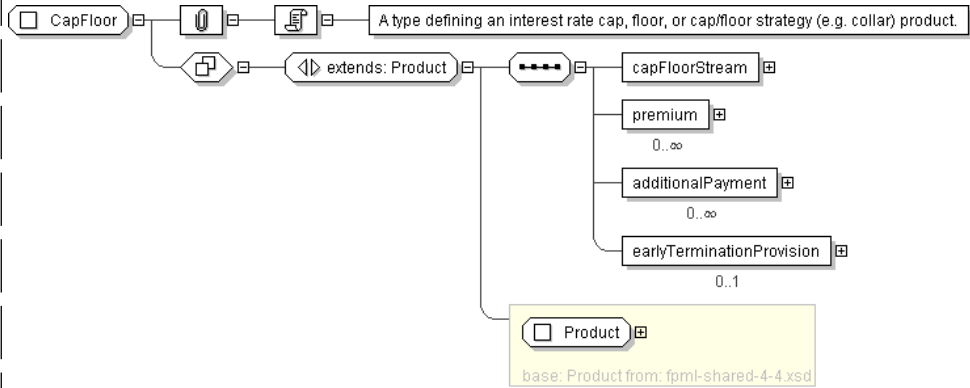 CapFloor
A type defining an interest rate cap, floor, or cap/floor strategy (e.g. collar) product.
extends: Product
capFloorStream
premium
0..∞
additionalPayment
0..∞
earlyTerminationProvision
0..1
Product
base: Product from: fpml-shared-4-4.xsd